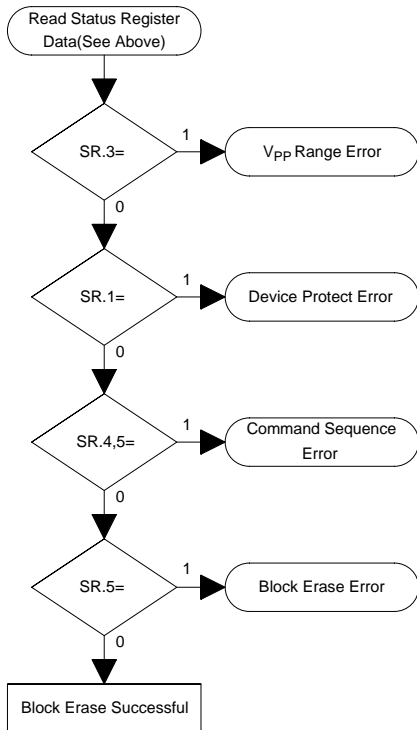 Read Status Register
Data(See Above)
SR.3=
1
VPP Range Error
0
SR.1=
1
Device Protect Error
0
SR.4,5=
1
Command Sequence
Error
0
SR.5=
1
Block Erase Error
0
Block Erase Successful